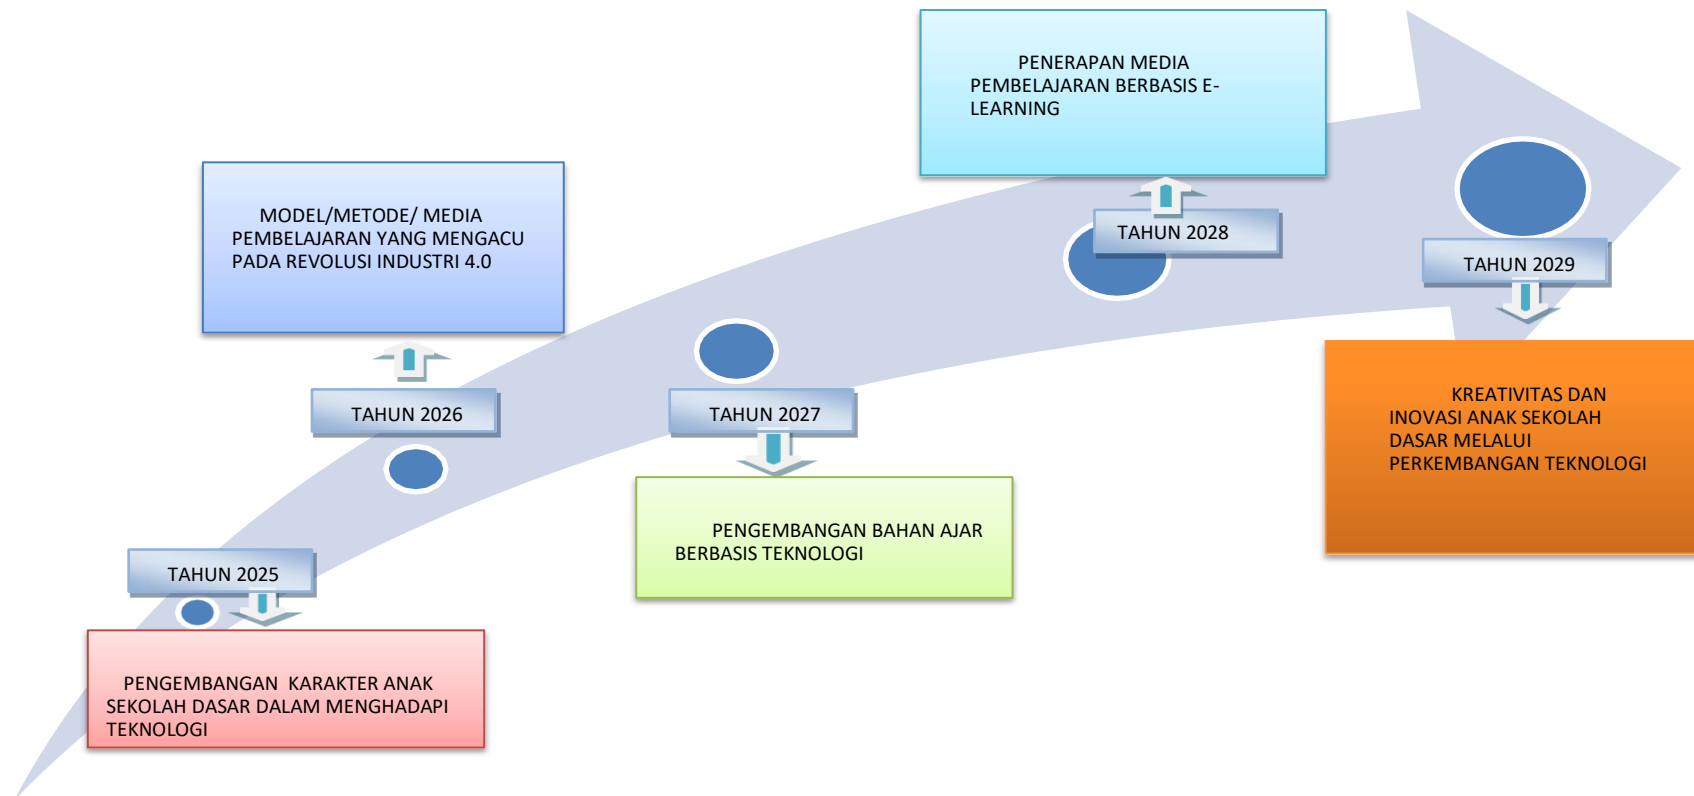 TAHUN 2025
PENGEMBANGAN KARAKTER ANAK
SEKOLAH DASAR DALAM MENGHADAPI
TEKNOLOGI
MODEL/METODE/ MEDIA
PEMBELAJARAN YANG MENGACU
PADA REVOLUSI INDUSTRI 4.0
TAHUN 2026
TAHUN 2027
PENGEMBANGAN BAHAN AJAR
BERBASIS TEKNOLOGI
PENERAPAN MEDIA
PEMBELAJARAN BERBASIS E-
LEARNING
TAHUN 2028
TAHUN 2029
KREATIVITAS DAN
INOVASI ANAK SEKOLAH
DASAR MELALUI
PERKEMBANGAN TEKNOLOGI